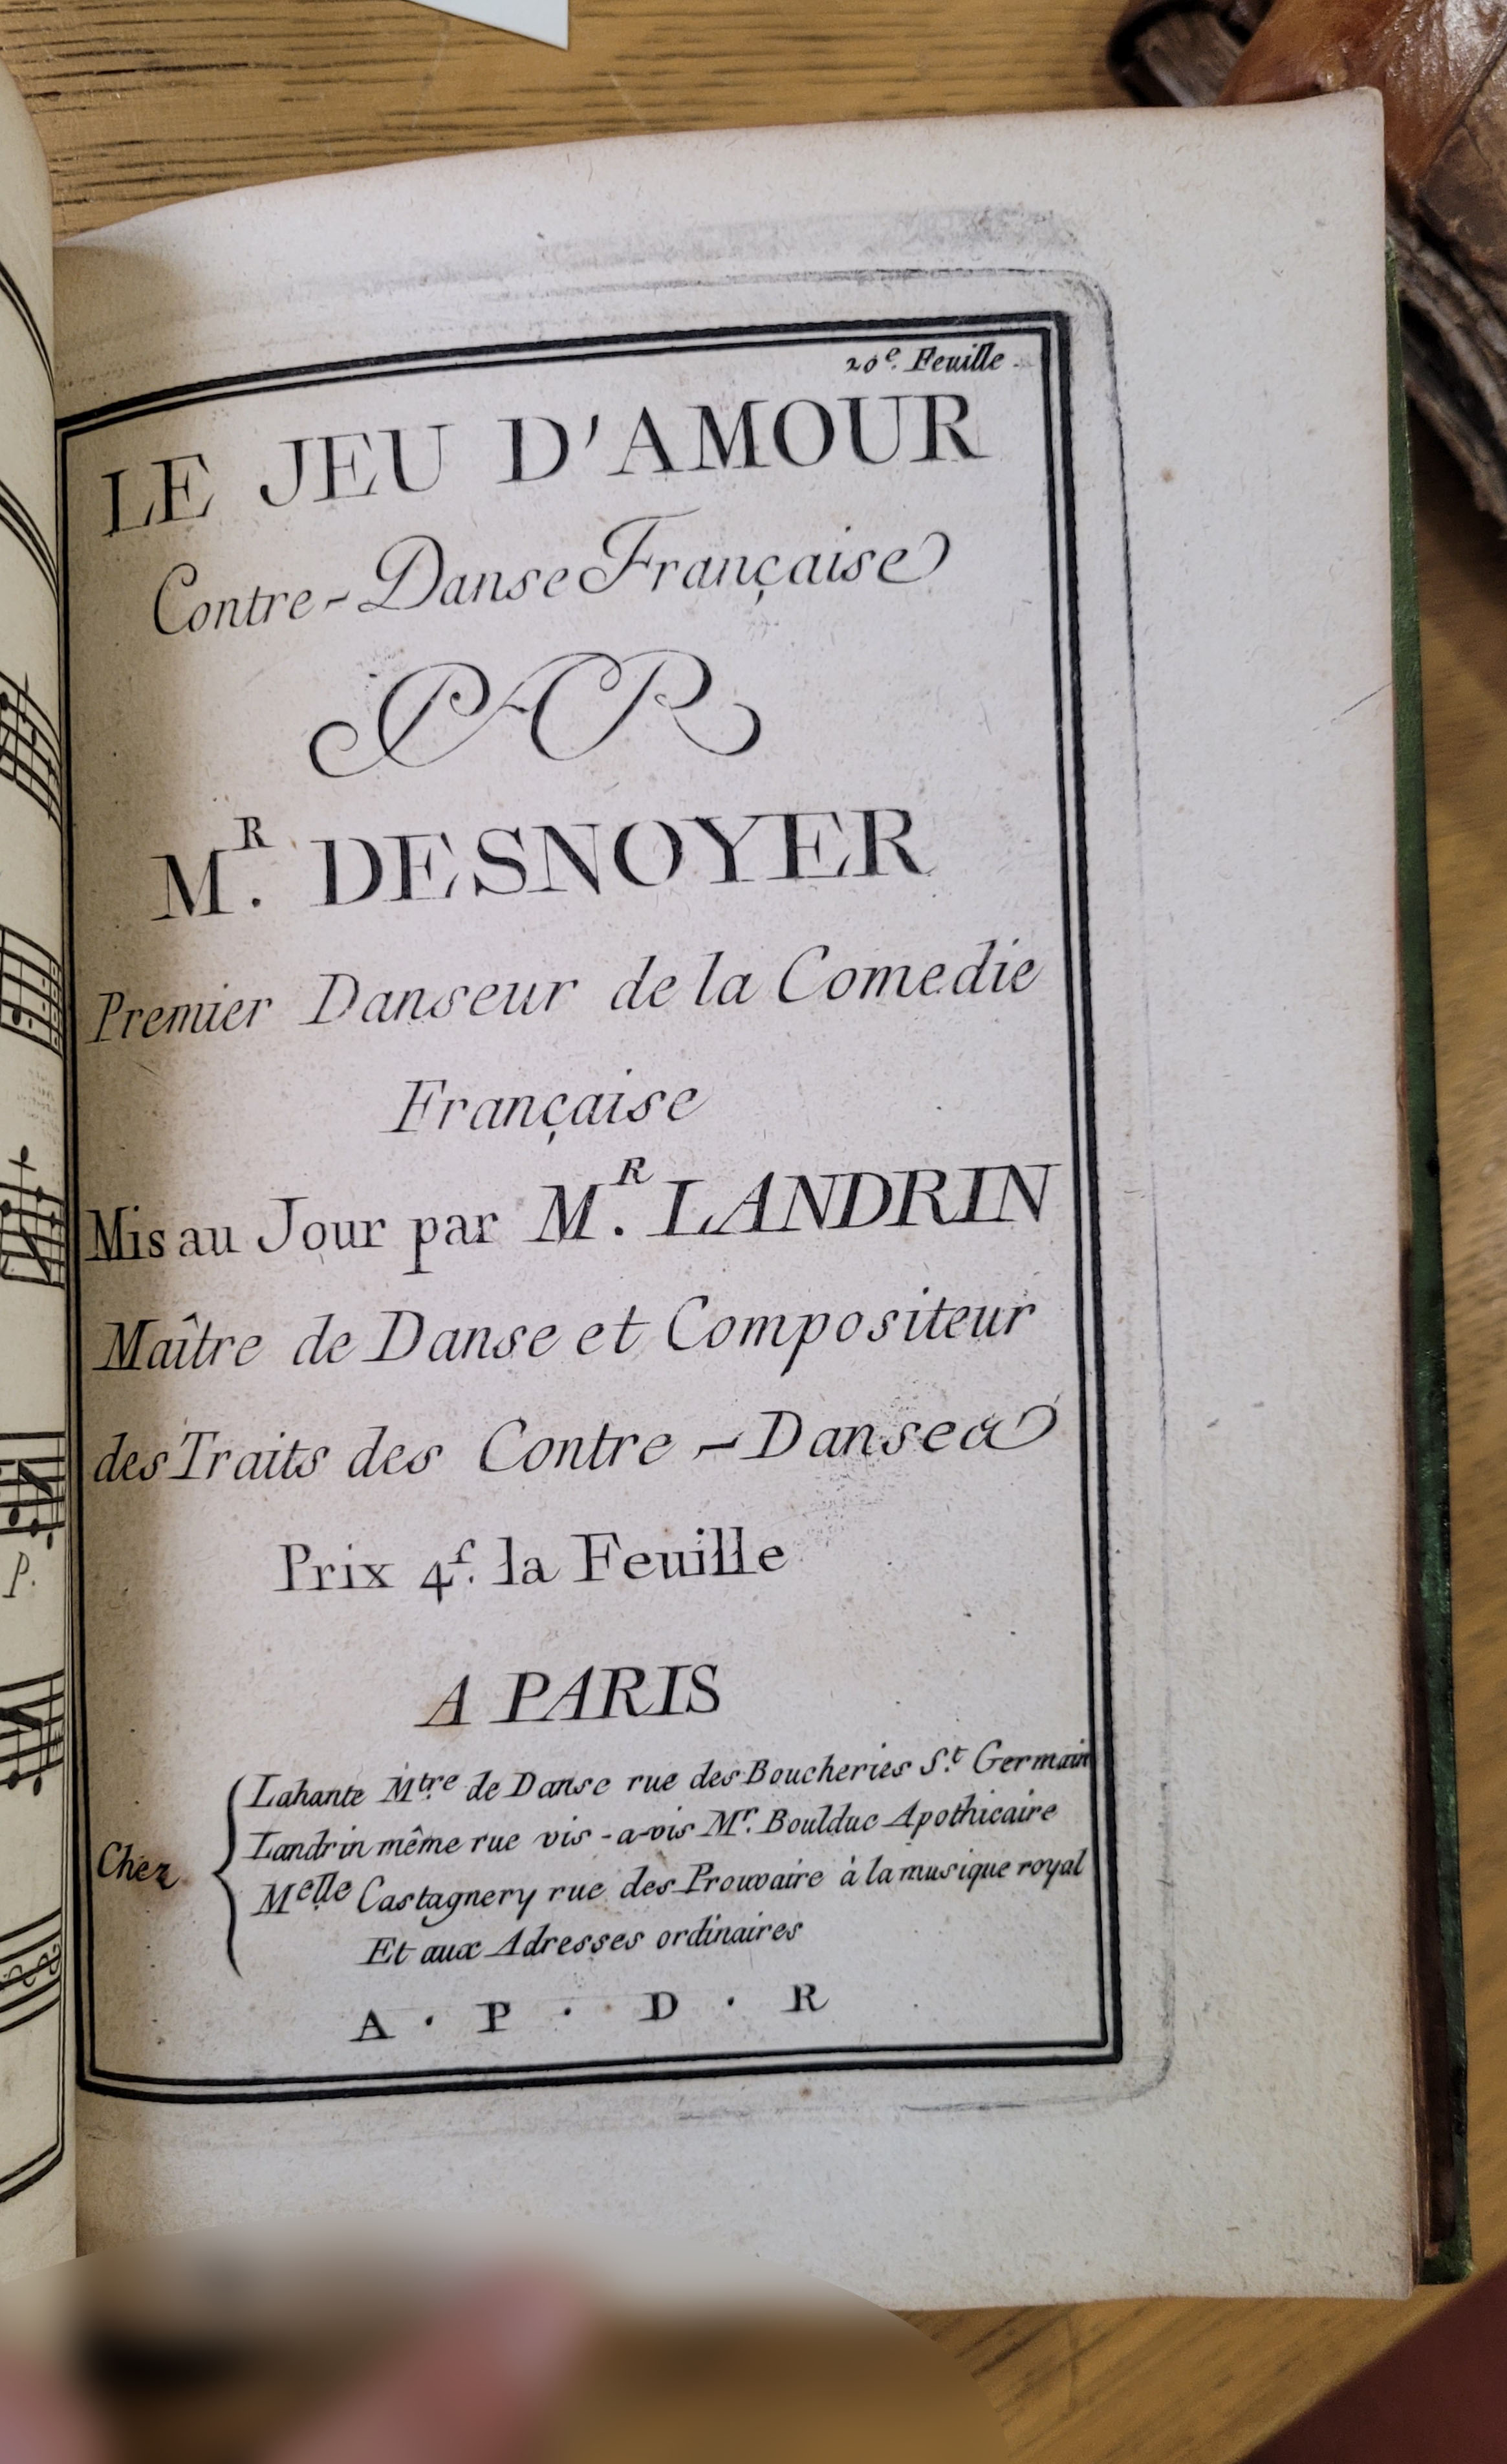 20e. Feuille.
LE JEU D'AMOUR
Contre-Danse Française
PAR
MR. DESNOYER
Premier Danseur de la Comedie
Française
Mis au Jour par MR. LANDRIN
Maître de Danse et Compositeur
des Traits des Contre-Danses
Prix 4f. la Feuille
A PARIS
Chez
Lahante Mtre. de Danse rue des Boucheries St. Germain
Landrin même rue vis-a-vis Mr. Boulduc Apothicaire
Melle Castagnery rue des Prouvaire à la musique royal
Et aux Adresses ordinaires
A · P · D · R
P.